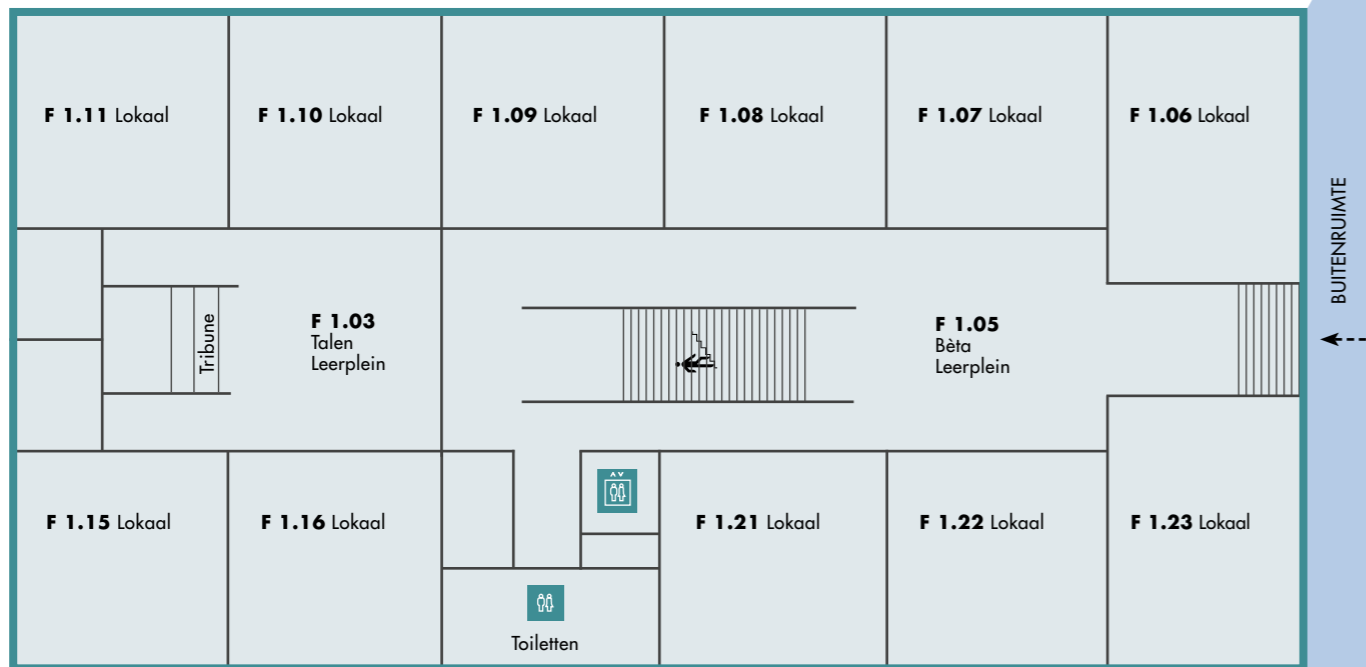 F 1.11 Lokaal
F 1.10 Lokaal
F 1.09 Lokaal
F 1.08 Lokaal
F 1.07 Lokaal
F 1.06 Lokaal
BUITENRUIMTE
Tribune
F 1.03
Talen
Leerplein
F 1.05
Bèta
Leerplein
F 1.15 Lokaal
F 1.16 Lokaal
F 1.21 Lokaal
F 1.22 Lokaal
F 1.23 Lokaal
Toiletten